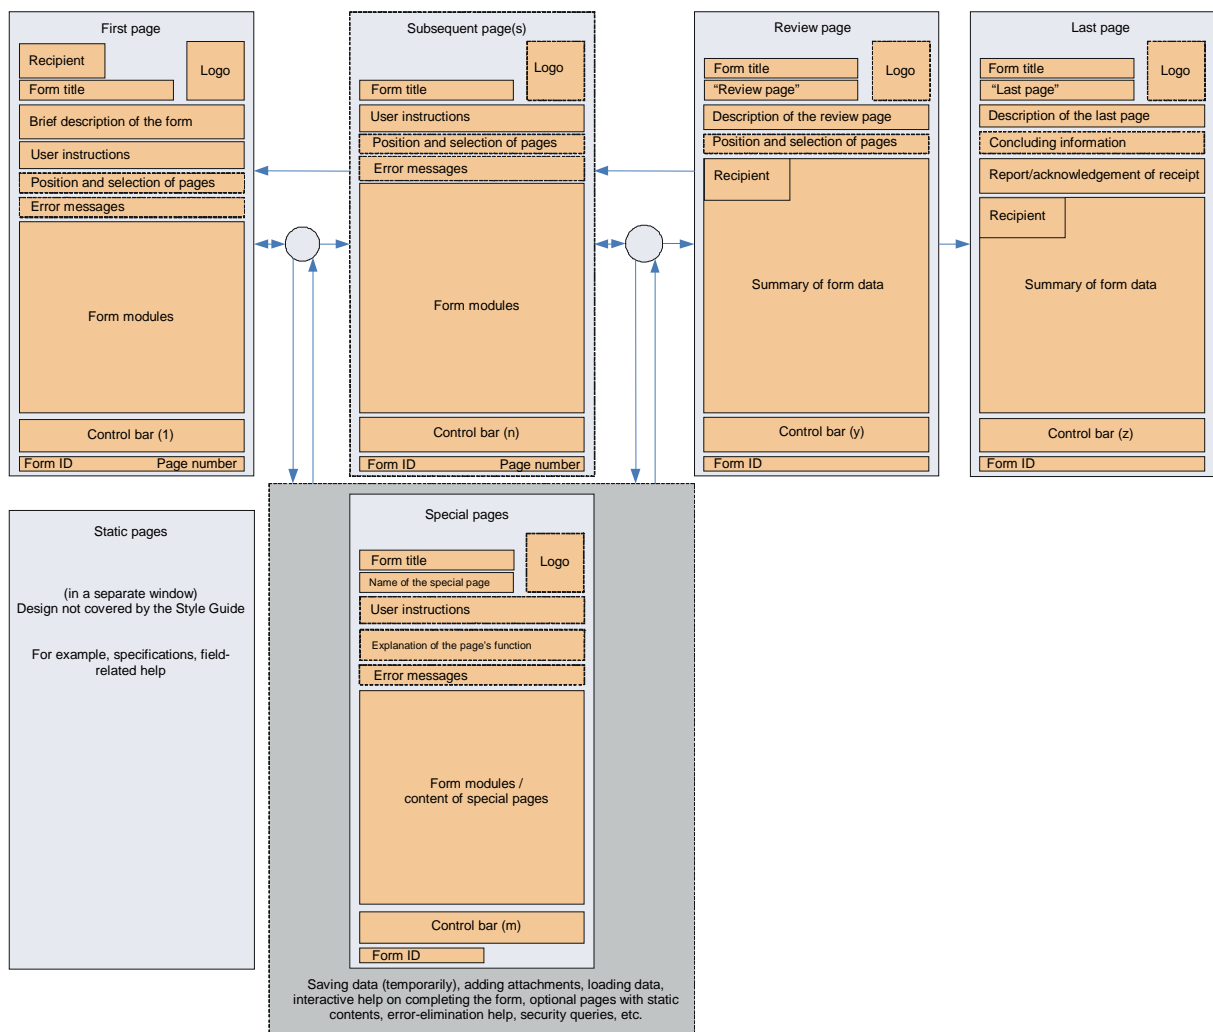 First page
Recipient
Logo
Form title
Brief description of the form
User instructions
Position and selection of pages
Error messages
Form modules
Control bar (1)
Form ID Page number
Subsequent page(s)
Logo
Form title
User instructions
Position and selection of pages
Error messages
Form modules
Control bar (n)
Form ID Page number
Review page
Form title
Logo
“Review page”
Description of the review page
Position and selection of pages
Recipient
Summary of form data
Control bar (y)
Form ID
Last page
Form title
Logo
“Last page”
Description of the last page
Concluding information
Report/acknowledgement of receipt
Recipient
Summary of form data
Control bar (z)
Form ID
Static pages
(in a separate window)
Design not covered by the Style Guide
For example, specifications, field-
related help
Special pages
Form title
Logo
Name of the special page
User instructions
Explanation of the page's function
Error messages
Form modules /
content of special pages
Control bar (m)
Form ID
Saving data (temporarily), adding attachments, loading data,
interactive help on completing the form, optional pages with static
contents, error-elimination help, security queries, etc.